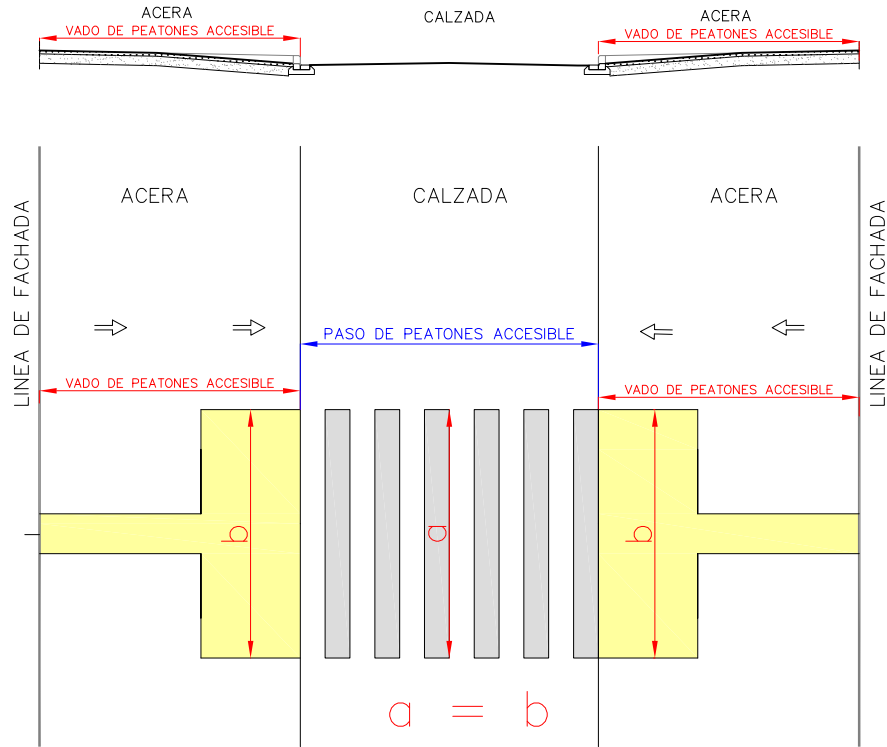 ACERA
CALZADA
ACERA
VADO DE PEATONES ACCESIBLE
VADO DE PEATONES ACCESIBLE
ACERA
CALZADA
ACERA
LINEA DE FACHADA
LINEA DE FACHADA
PASO DE PEATONES ACCESIBLE
VADO DE PEATONES ACCESIBLE
VADO DE PEATONES ACCESIBLE
b
a
b
a = b